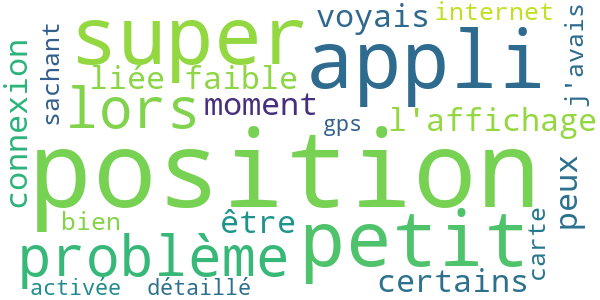 super
appli
voyais
internet
j'avais
sachant
connexion
liée faible
lors
moment
gps
l'affichage
position
peux
bien
être
petit
carte
problème
certains
activée
détaillé